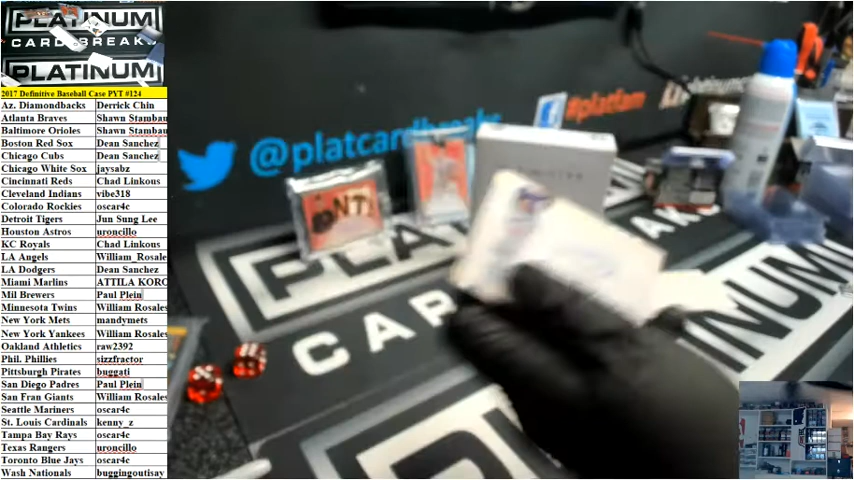 PLATINUM
CARD BREAKS
PLATINUM
2017 Definitive Baseball Case PYT #124
Az. Diamondbacks Derrick Chin
Atlanta Braves Shawn Stambau
Baltimore Orioles Shawn Stambau
Boston Red Sox Dean Sanchez
Chicago Cubs Dean Sanchez
Chicago White Sox jaysabz
Cincinnati Reds Chad Linkous
Cleveland Indians vibe318
Colorado Rockies oscar4c
Detroit Tigers Jun Sung Lee
Houston Astros uroncillo
KC Royals Chad Linkous
LA Angels William_Rosale
LA Dodgers Dean Sanchez
Miami Marlins ATTILA KORO
Mil Brewers Paul Plein
Minnesota Twins William Rosales
New York Mets mandymets
New York Yankees William Rosales
Oakland Athletics raw2392
Phil. Phillies sizzfractor
Pittsburgh Pirates buggati
San Diego Padres Paul Plein
San Fran Giants William Rosales
Seattle Mariners oscar4c
St. Louis Cardinals kenny_z
Tampa Bay Rays oscar4c
Texas Rangers uroncillo
Toronto Blue Jays oscar4c
Wash Nationals buggingoutisay
@platcardbreaks
#platfam